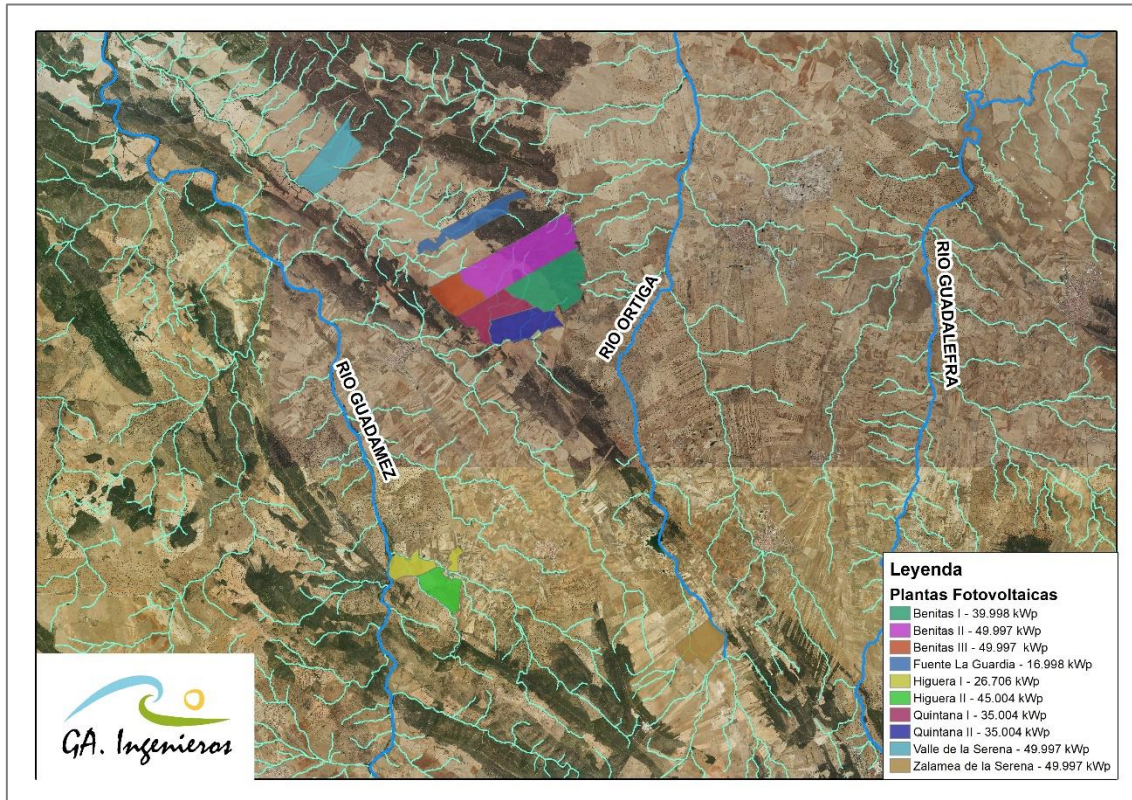 RIO ORTIGA
RIO GUADALEFRA
RIO GUADAMEZ
Leyenda
Plantas Fotovoltaicas
Benitas I - 39.998 kWp
Benitas II - 49.997 kWp
Benitas III - 49.997 kWp
Fuente La Guardia - 16.998 kWp
Higuera I - 26.706 kWp
Higuera II - 45.004 kWp
Quintana I - 35.004 kWp
Quintana II - 35.004 kWp
Valle de la Serena - 49.997 kWp
Zalamea de la Serena - 49.997 kWp
GA. Ingenieros